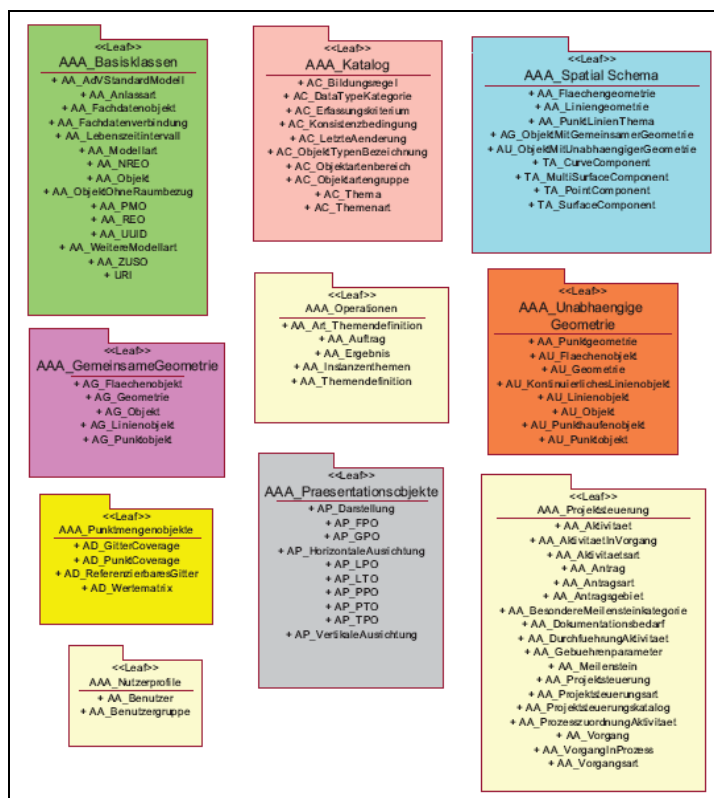 <<Leaf>>
AAA_Basisklassen
+ AA_AdVStandardModell
+ AA_Anlassart
+ AA_Fachdatenobjekt
+ AA_Fachdatenverbindung
+ AA_Lebenszeitintervall
+ AA_Modellart
+ AA_NREO
+ AA_Objekt
+ AA_ObjektOhneRaumbezug
+ AA_PMO
+ AA_REO
+ AA_UUID
+ AA_WeitereModellart
+ AA_ZUSO
+ URI
<<Leaf>>
AAA_Katalog
+ AC_Bildungsregel
+ AC_DataTypeKategorie
+ AC_Erfassungskriterium
+ AC_Konsistenzbedingung
+ AC_LetzteAenderung
+ AC_ObjektTypenBezeichnung
+ AC_Objektartenbereich
+ AC_Objektartengruppe
+ AC_Thema
+ AC_Themenart
<<Leaf>>
AAA_Spatial Schema
+ AA_Flaechengeometrie
+ AA_Liniengeometrie
+ AA_PunktLinienThema
+ AG_ObjektMitGemeinsamerGeometrie
+ AU_ObjektMitUnabhaengigerGeometrie
+ TA_CurveComponent
+ TA_MultiSurfaceComponent
+ TA_PointComponent
+ TA_SurfaceComponent
<<Leaf>>
AAA_GemeinsameGeometrie
+ AG_Flaechenobjekt
+ AG_Geometrie
+ AG_Objekt
+ AG_Linienobjekt
+ AG_Punktobjekt
<<Leaf>>
AAA_Operationen
+ AA_Art_Themendefinition
+ AA_Auftrag
+ AA_Ergebnis
+ AA_Instanzenthemen
+ AA_Themendefinition
<<Leaf>>
AAA_Unabhaengige
Geometrie
+ AA_Punktgeometrie
+ AU_Flaechenobjekt
+ AU_Geometrie
+ AU_KontinuierlichesLinienobjekt
+ AU_Linienobjekt
+ AU_Objekt
+ AU_Punkthaufenobjekt
+ AU_Punktobjekt
<<Leaf>>
AAA_Punktmengenobjekte
+ AD_GitterCoverage
+ AD_PunktCoverage
+ AD_ReferenzierbaresGitter
+ AD_Wertematrix
<<Leaf>>
AAA_Praesentationsobjekte
+ AP_Darstellung
+ AP_FPO
+ AP_GPO
+ AP_HorizontaleAusrichtung
+ AP_LPO
+ AP_LTO
+ AP_PPO
+ AP_PTO
+ AP_TPO
+ AP_VertikaleAusrichtung
<<Leaf>>
AAA_Projektsteuerung
+ AA_Aktivitaet
+ AA_AktivitaetInVorgang
+ AA_Aktivitaetsart
+ AA_Antrag
+ AA_Antragsart
+ AA_Antragsgebiet
+ AA_BesondereMeilensteinkategorie
+ AA_Dokumentationsbedarf
+ AA_DurchfuehrungAktivitaet
+ AA_Gebuehrenparameter
+ AA_Meilenstein
+ AA_Projektsteuerung
+ AA_Projektsteuerungsart
+ AA_Projektsteuerungskatalog
+ AA_ProzesszuordnungAktivitaet
+ AA_Vorgang
+ AA_VorgangInProzess
+ AA_Vorgangsart
<<Leaf>>
AAA_Nutzerprofile
+ AA_Benutzer
+ AA_Benutzergruppe